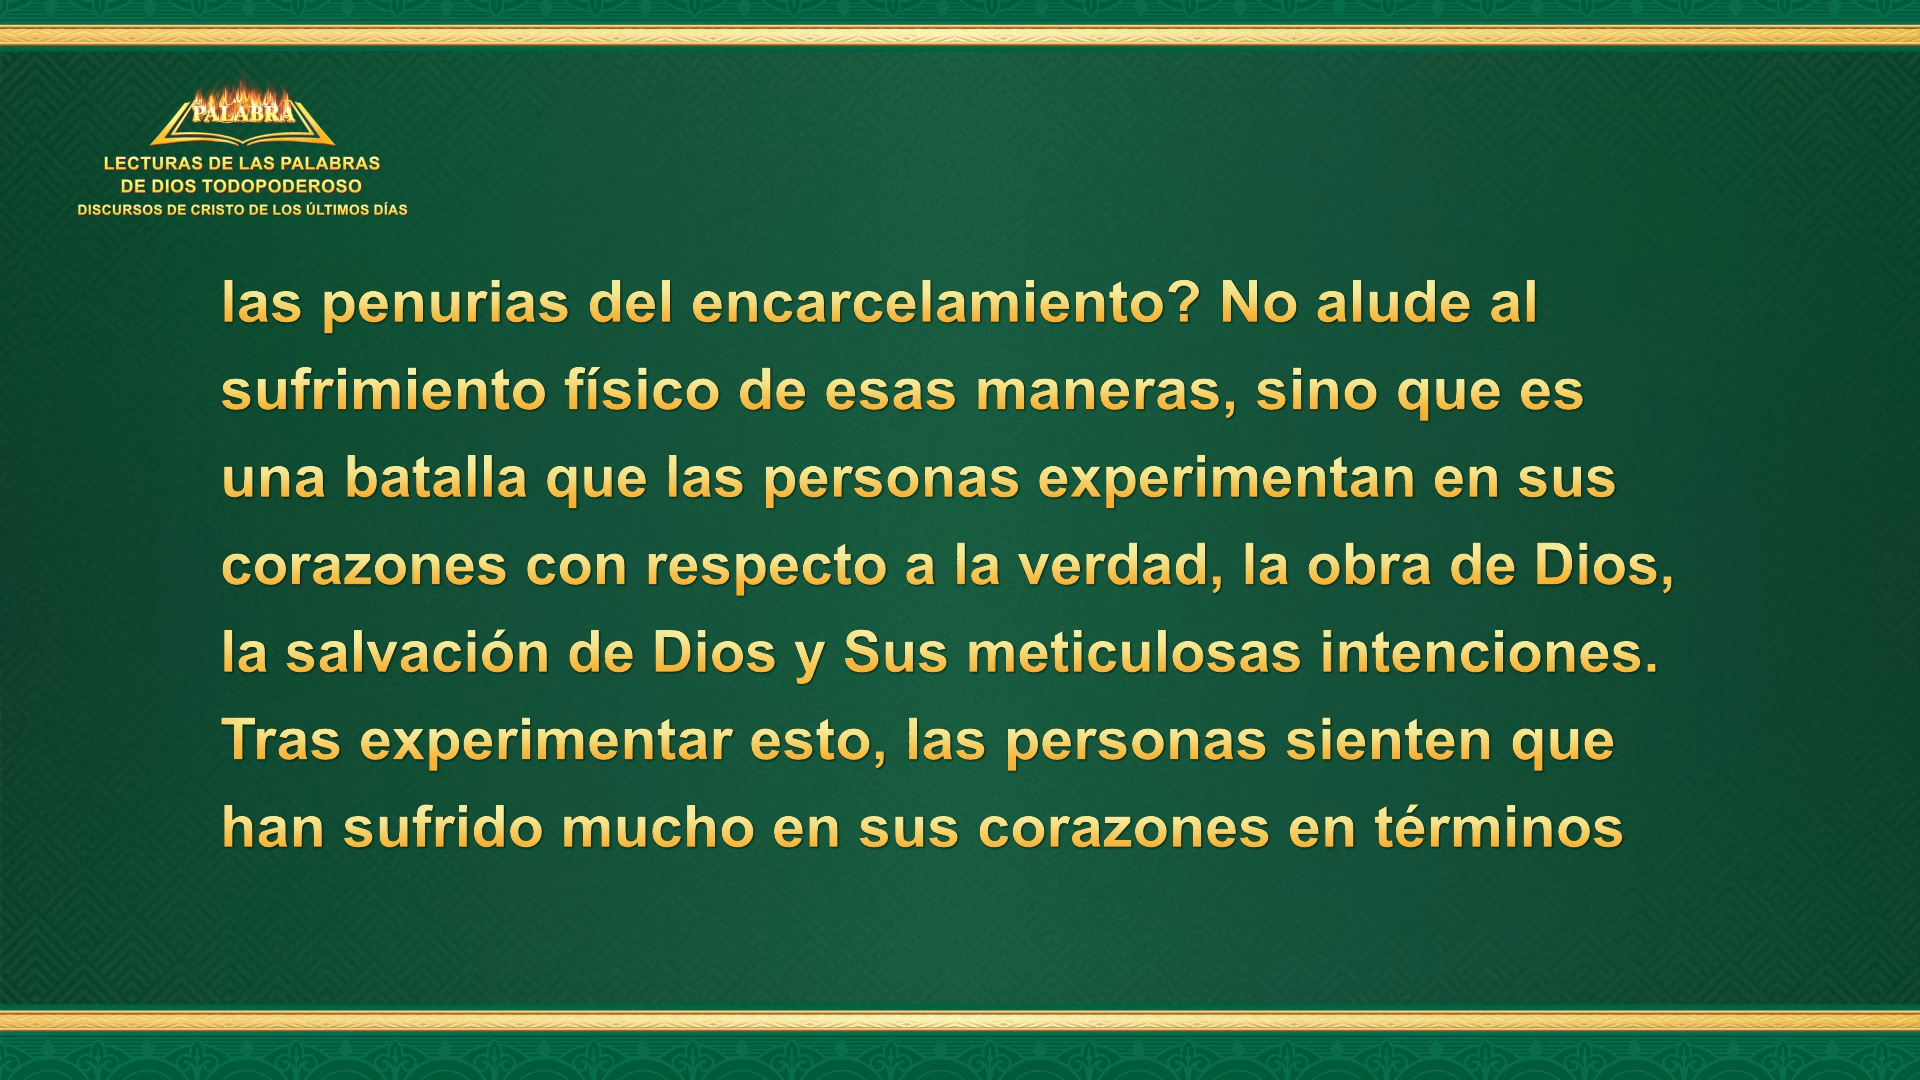 PALABRA
LECTURAS DE LAS PALABRAS
DE DIOS TODOPODEROSO
DISCURSOS DE CRISTO DE LOS ÚLTIMOS DÍAS
las penurias del encarcelamiento? No alude al
sufrimiento físico de esas maneras, sino que es
una batalla que las personas experimentan en sus
corazones con respecto a la verdad, la obra de Dios,
la salvación de Dios y Sus meticulosas intenciones.
Tras experimentar esto, las personas sienten que
han sufrido mucho en sus corazones en términos